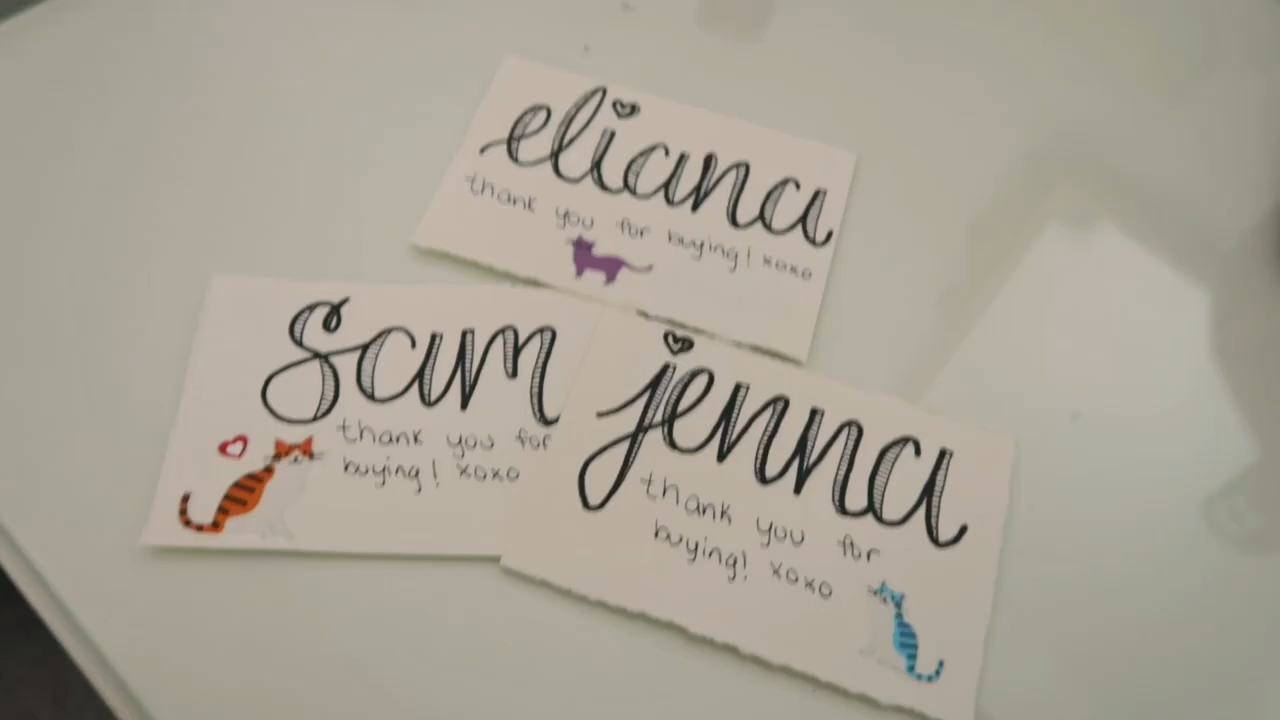 eliana
thank you for buying! xoxo
Sam
thank you for
buying! xoxo
jenna
thank you for
buying! xoxo